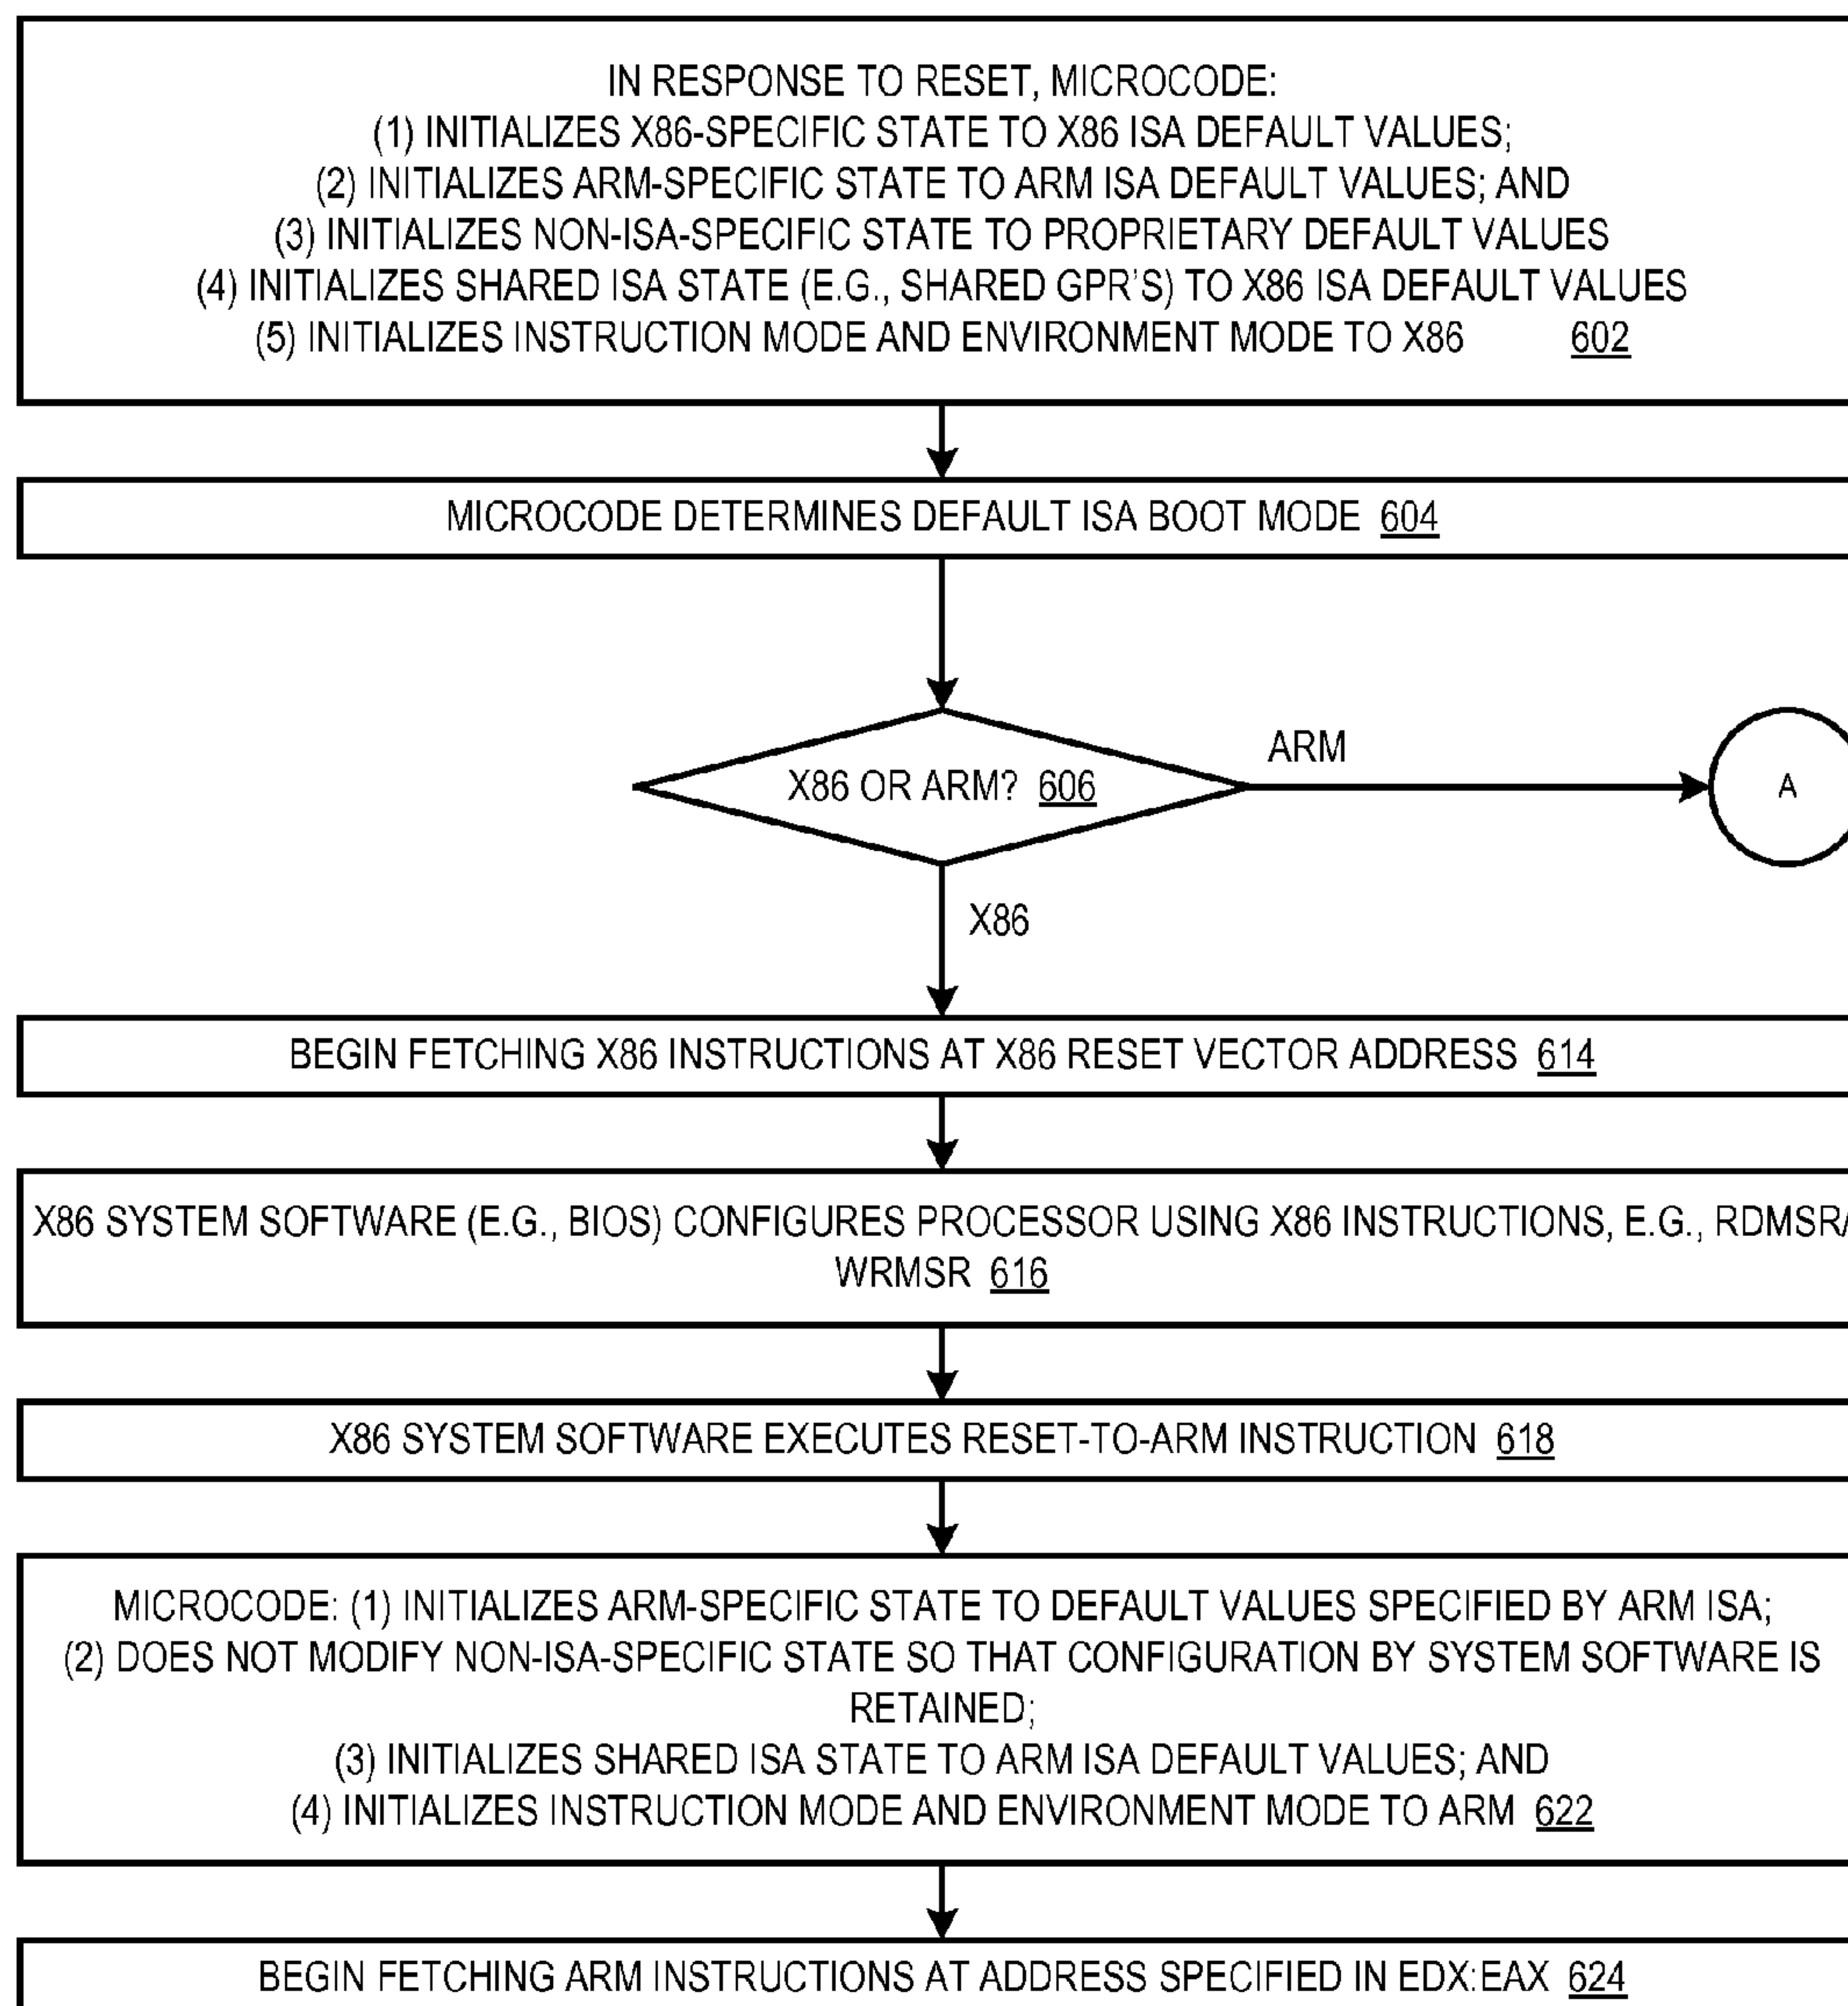 IN RESPONSE TO RESET, MICROCODE:
(1) INITIALIZES X86-SPECIFIC STATE TO X86 ISA DEFAULT VALUES;
(2) INITIALIZES ARM-SPECIFIC STATE TO ARM ISA DEFAULT VALUES; AND
(3) INITIALIZES NON-ISA-SPECIFIC STATE TO PROPRIETARY DEFAULT VALUES
(4) INITIALIZES SHARED ISA STATE (E.G., SHARED GPR'S) TO X86 ISA DEFAULT VALUES
(5) INITIALIZES INSTRUCTION MODE AND ENVIRONMENT MODE TO X86 602
MICROCODE DETERMINES DEFAULT ISA BOOT MODE 604
ARM
X86 OR ARM? 606
A
X86
BEGIN FETCHING X86 INSTRUCTIONS AT X86 RESET VECTOR ADDRESS 614
X86 SYSTEM SOFTWARE (E.G., BIOS) CONFIGURES PROCESSOR USING X86 INSTRUCTIONS, E.G., RDMSR/
WRMSR 616
X86 SYSTEM SOFTWARE EXECUTES RESET-TO-ARM INSTRUCTION 618
MICROCODE: (1) INITIALIZES ARM-SPECIFIC STATE TO DEFAULT VALUES SPECIFIED BY ARM ISA;
(2) DOES NOT MODIFY NON-ISA-SPECIFIC STATE SO THAT CONFIGURATION BY SYSTEM SOFTWARE IS
RETAINED;
(3) INITIALIZES SHARED ISA STATE TO ARM ISA DEFAULT VALUES; AND
(4) INITIALIZES INSTRUCTION MODE AND ENVIRONMENT MODE TO ARM 622
BEGIN FETCHING ARM INSTRUCTIONS AT ADDRESS SPECIFIED IN EDX:EAX 624